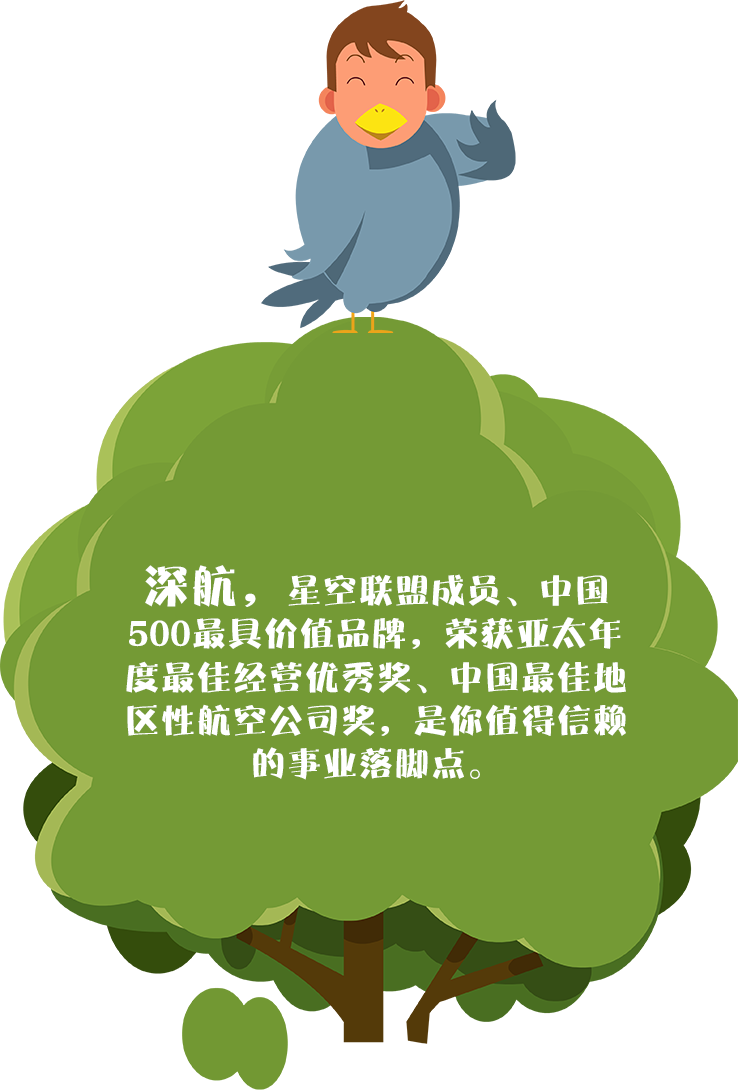 深航，星空联盟成员、中国
500最具价值品牌，荣获亚太年
度最佳经营优秀奖、中国最佳地
区性航空公司奖，是你值得信赖
的事业落脚点。